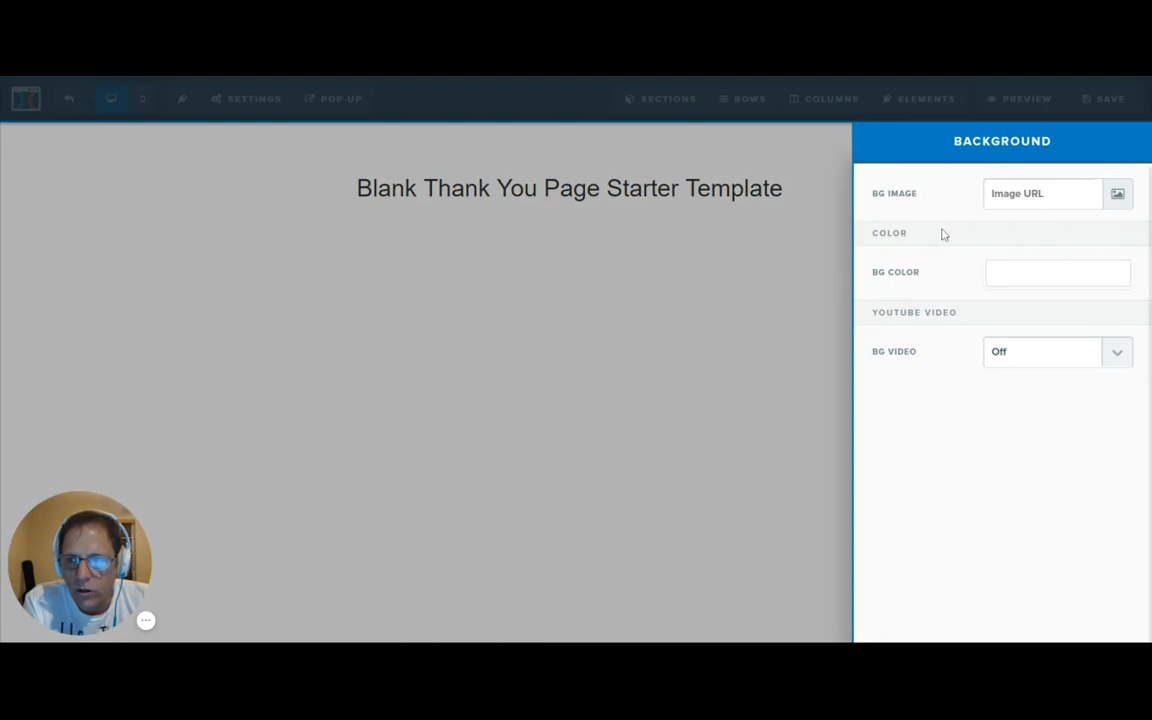 SETTINGS
POP UP
SECTIONS
ROWS
COLUMNS
ELEMENTS
PREVIEW
SAVE
BACKGROUND
Blank Thank You Page Starter Template
BG IMAGE
Image URL
COLOR
BG COLOR
YOUTUBE VIDEO
BG VIDEO
Off